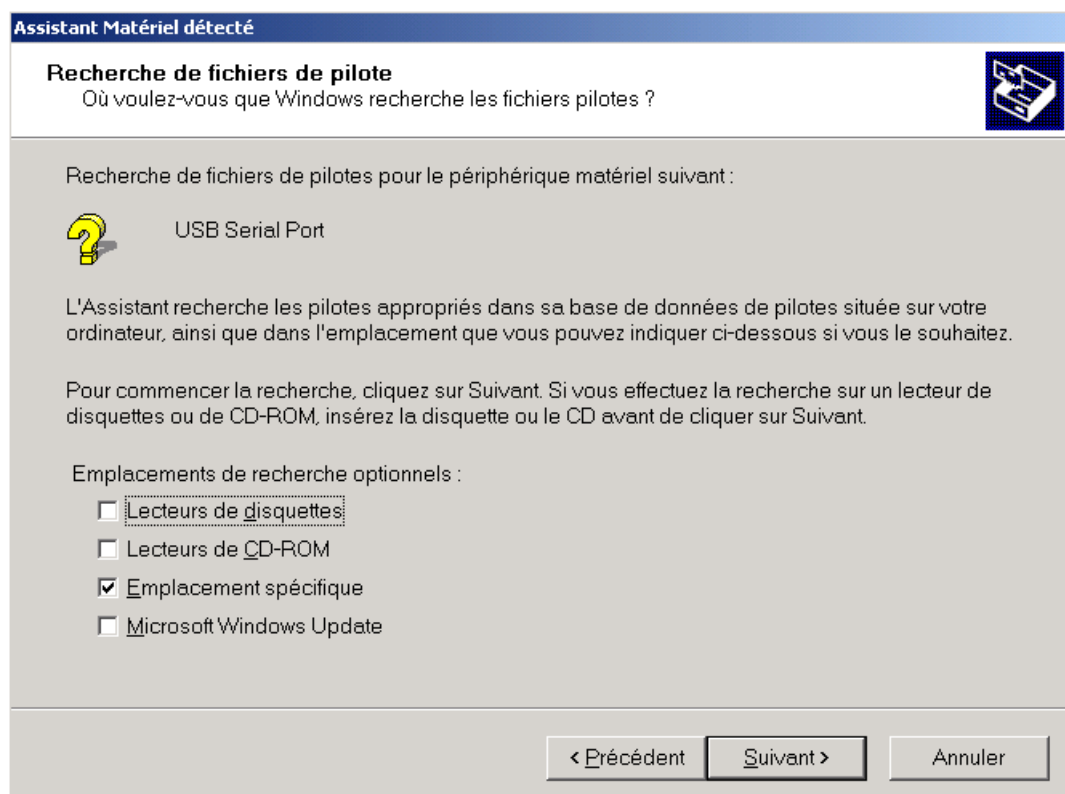 Assistant Matériel détecté
Recherche de fichiers de pilote
Où voulez-vous que Windows recherche les fichiers pilotes ?
Recherche de fichiers de pilotes pour le périphérique matériel suivant :
USB Serial Port
L'Assistant recherche les pilotes appropriés dans sa base de données de pilotes située sur votre
ordinateur, ainsi que dans l'emplacement que vous pouvez indiquer ci-dessous si vous le souhaitez.
Pour commencer la recherche, cliquez sur Suivant. Si vous effectuez la recherche sur un lecteur de
disquettes ou de CD-ROM, insérez la disquette ou le CD avant de cliquer sur Suivant.
Emplacements de recherche optionnels :
Lecteurs de disquettes
Lecteurs de CD-ROM
Emplacement spécifique
Microsoft Windows Update
< Précédent Suivant > Annuler